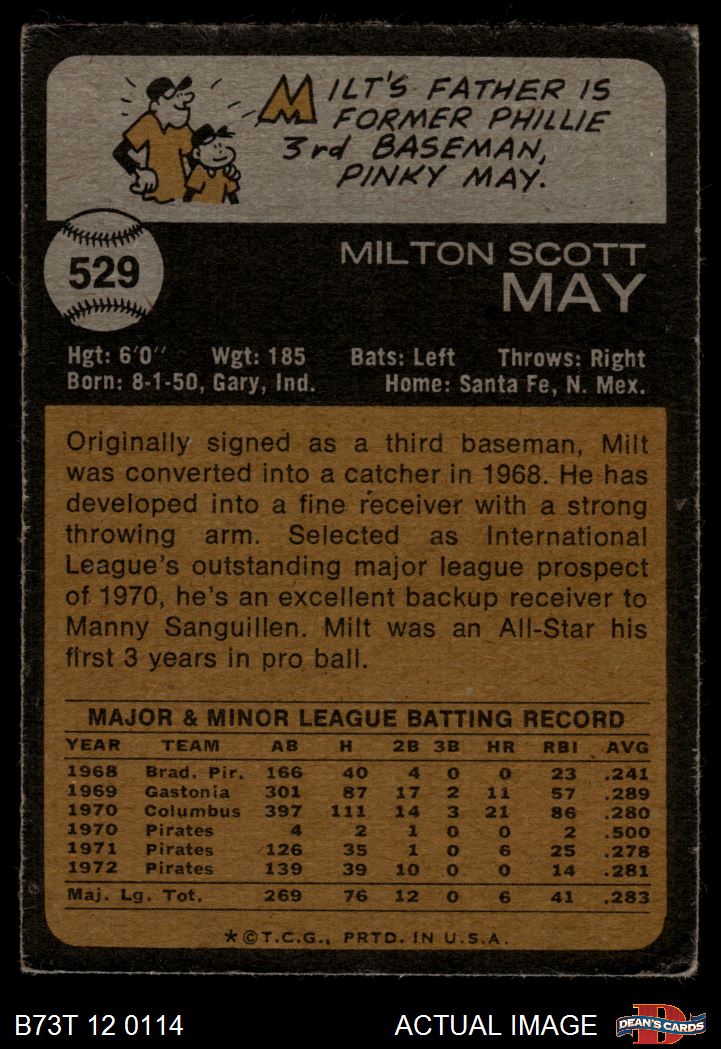 MILT'S FATHER IS
FORMER PHILLIE
3rd BASEMAN,
PINKY MAY.
529
MILTON SCOTT
MAY
Hgt: 6'0" Wgt: 185 Bats: Left Throws: Right
Born: 8-1-50, Gary, Ind. Home: Santa Fe, N. Mex.
Originally signed as a third baseman, Milt
was converted into a catcher in 1968. He has
developed into a fine receiver with a strong
throwing arm. Selected as International
League's outstanding major league prospect
of 1970, he's an excellent backup receiver to
Manny Sanguillen. Milt was an All-Star his
first 3 years in pro ball.
MAJOR & MINOR LEAGUE BATTING RECORD
YEAR TEAM AB H 2B 3B HR RBI AVG
1968 Brad. Pir. 166 40 4 0 0 23 .241
1969 Gastonia 301 87 17 2 11 57 .289
1970 Columbus 397 111 14 3 21 86 .280
1970 Pirates 4 2 1 0 0 2 .500
1971 Pirates 126 35 1 0 6 25 .278
1972 Pirates 139 39 10 0 0 14 .281
Maj. Lg. Tot. 269 76 12 0 6 41 .283
*©T.C.G., PRTD. IN U.S.A.
B73T 12 0114 ACTUAL IMAGE D DEAN'S CARDS